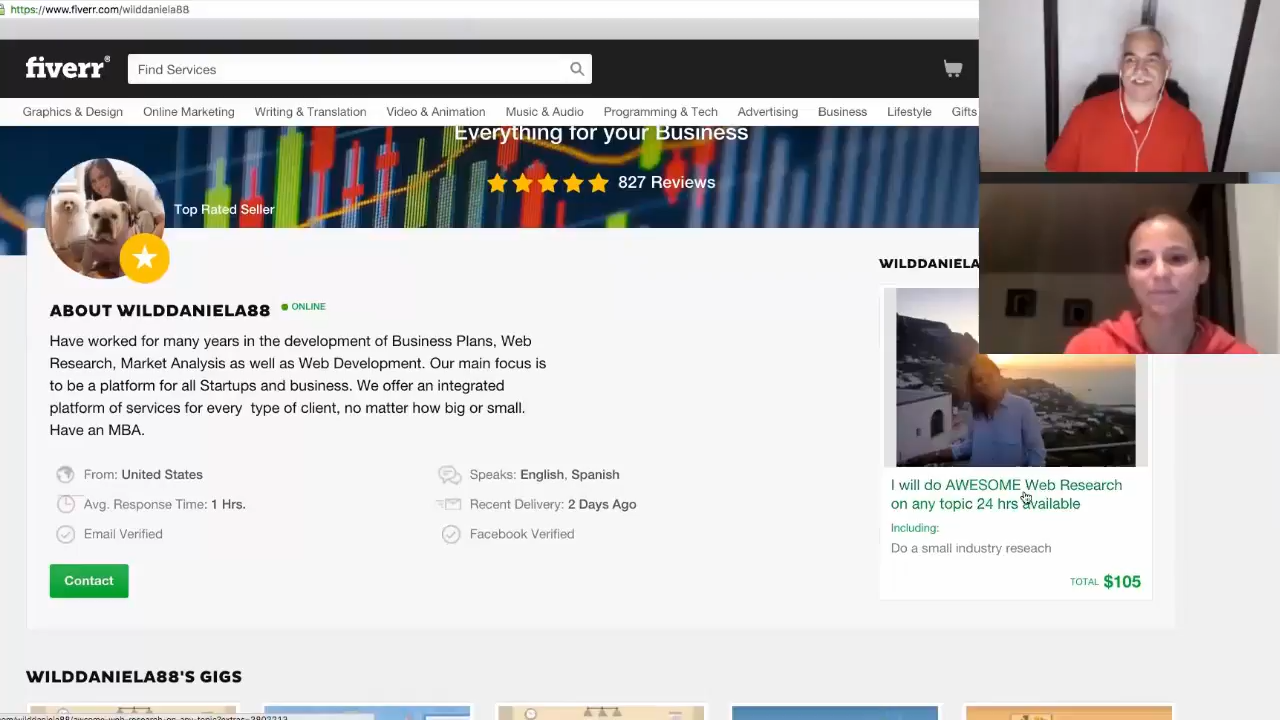 https://www.fiverr.com/wilddaniela88
fiverr®
Find Services
Graphics & Design Online Marketing Writing & Translation Video & Animation Music & Audio Programming & Tech Advertising Business Lifestyle Gifts
Everything for your Business
827 Reviews
Top Rated Seller
WILDDANIELA
ABOUT WILDDANIELA88 ONLINE
Have worked for many years in the development of Business Plans, Web
Research, Market Analysis as well as Web Development. Our main focus is
to be a platform for all Startups and business. We offer an integrated
platform of services for every type of client, no matter how big or small.
Have an MBA.
From: United States
Speaks: English, Spanish
Avg. Response Time: 1 Hrs.
Recent Delivery: 2 Days Ago
Email Verified
Facebook Verified
Contact
I will do AWESOME Web Research
on any topic 24 hrs available
Including:
Do a small industry reseach
TOTAL $105
WILDDANIELA88'S GIGS